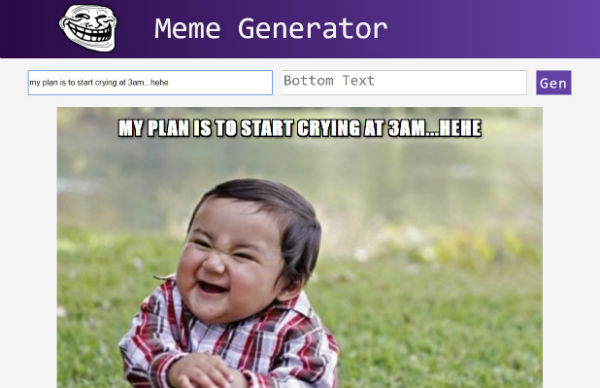 Meme Generator
my plan is to start crying at 3am...hehe
Bottom Text
Gen
MY PLAN IS TO START CRYING AT 3AM...HEHE